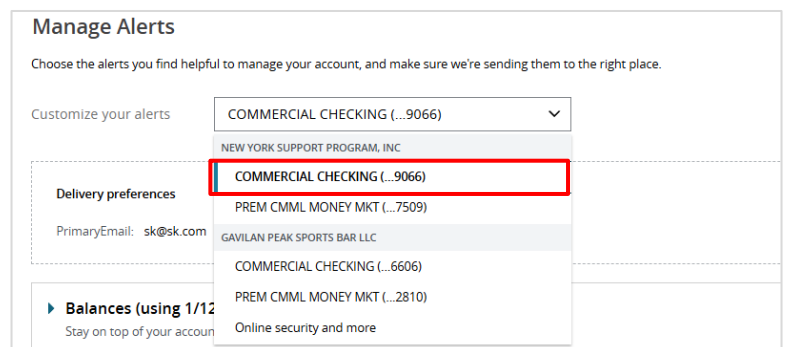 Manage Alerts
Choose the alerts you find helpful to manage your account, and make sure we're sending them to the right place.
Customize your alerts
COMMERCIAL CHECKING (...9066)
NEW YORK SUPPORT PROGRAM, INC
COMMERCIAL CHECKING (...9066)
Delivery preferences
PREM CMML MONEY MKT (...7509)
PrimaryEmail: sk@sk.com
GAVILAN PEAK SPORTS BAR LLC
COMMERCIAL CHECKING (...6606)
PREM CMML MONEY MKT (...2810)
Balances (using 1/12
Online security and more
Stay on top of your accoun